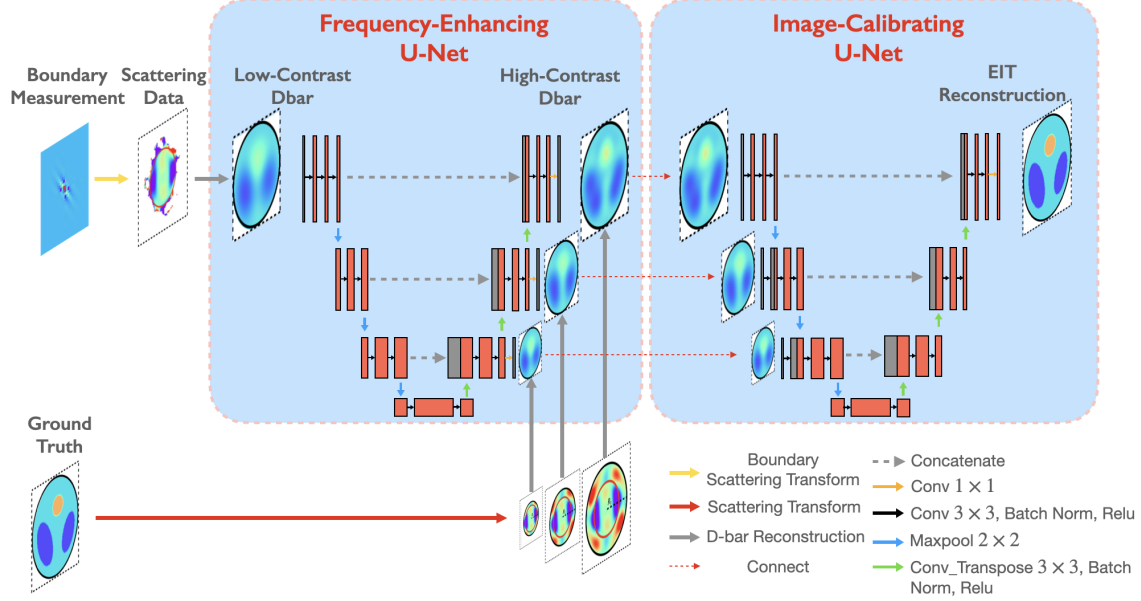 Frequency-Enhancing
U-Net
Image-Calibrating
U-Net
Boundary
Measurement
Scattering
Data
Low-Contrast
Dbar
High-Contrast
Dbar
EIT
Reconstruction
Ground
Truth
Boundary
Scattering Transform
Scattering Transform
D-bar Reconstruction
Connect
Concatenate
Conv 1 × 1
Conv 3 × 3, Batch Norm, Relu
Maxpool 2 × 2
Conv_Transpose 3 × 3, Batch
Norm, Relu